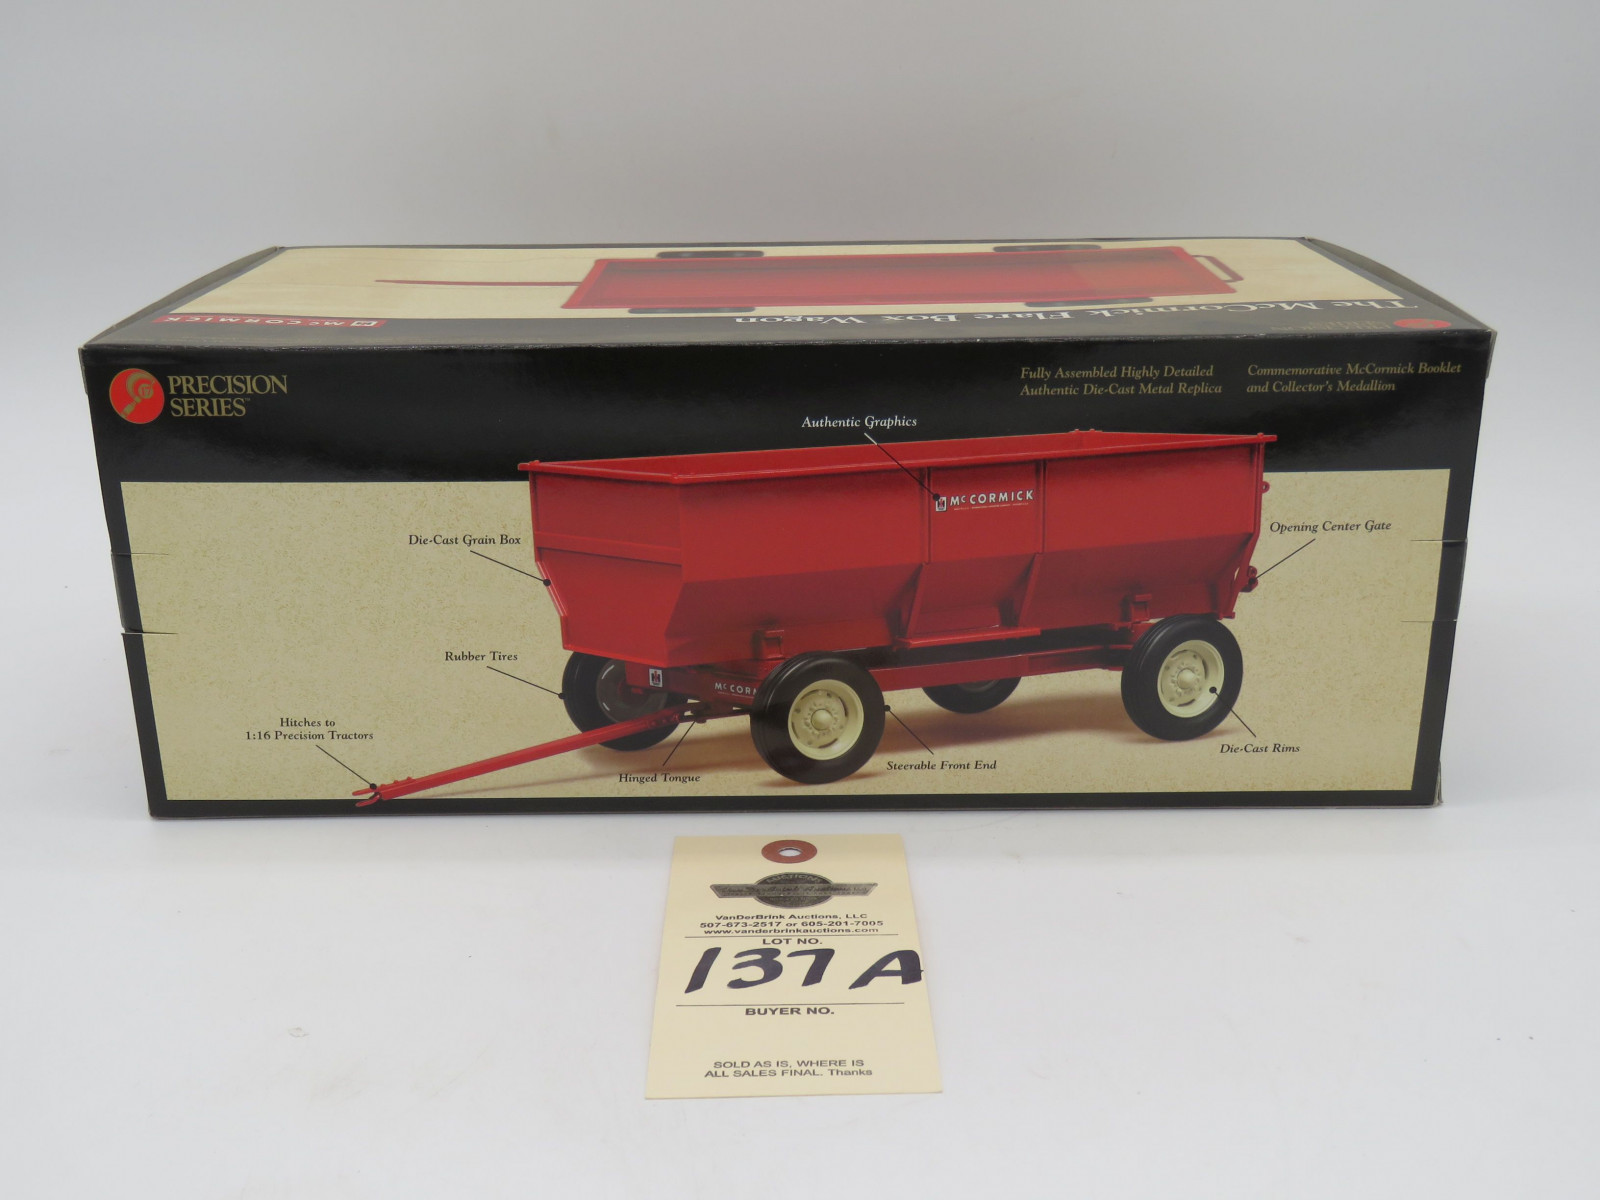 The McCormick Flare Box Wagon
McCORMICK
PRECISION
SERIES™
Fully Assembled Highly Detailed
Authentic Die-Cast Metal Replica
Commemorative McCormick Booklet
and Collector's Medallion
Authentic Graphics
McCORMICK
Die-Cast Grain Box
Opening Center Gate
Rubber Tires
McCORM
Hitches to
1:16 Precision Tractors
Hinged Tongue
Steerable Front End
Die-Cast Rims
VanDerBrink Auctions, LLC
507-673-2517 or 605-201-7005
www.vanderbrinkauctions.com
LOT NO.
137A
BUYER NO.
SOLD AS IS, WHERE IS
ALL SALES FINAL. Thanks